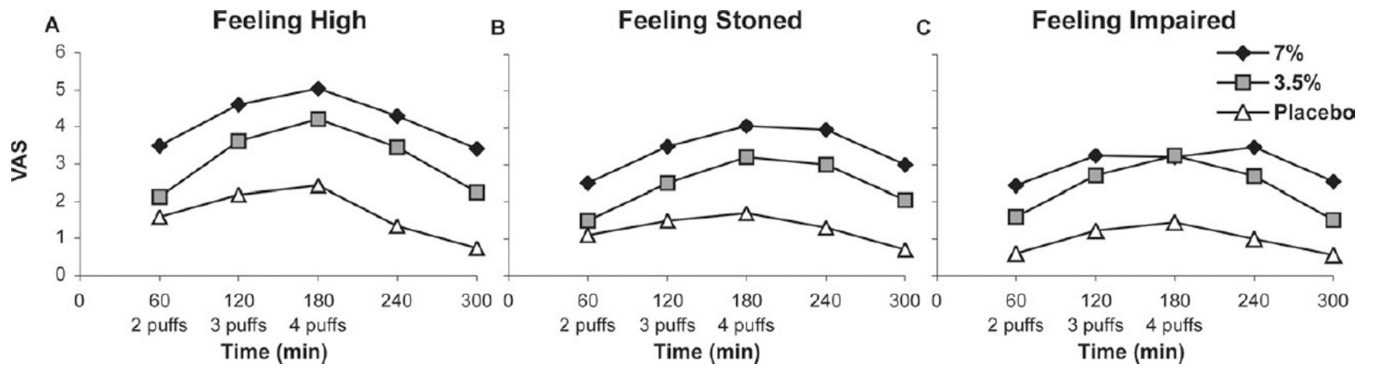 A Feeling High
B Feeling Stoned
C Feeling Impaired
7%
3.5%
Placebo
VAS
6
5
4
3
2
1
0
0 60 120 180 240 300
2 puffs 3 puffs 4 puffs
Time (min)
0 60 120 180 240 300
2 puffs 3 puffs 4 puffs
Time (min)
0 60 120 180 240 300
2 puffs 3 puffs 4 puffs
Time (min)